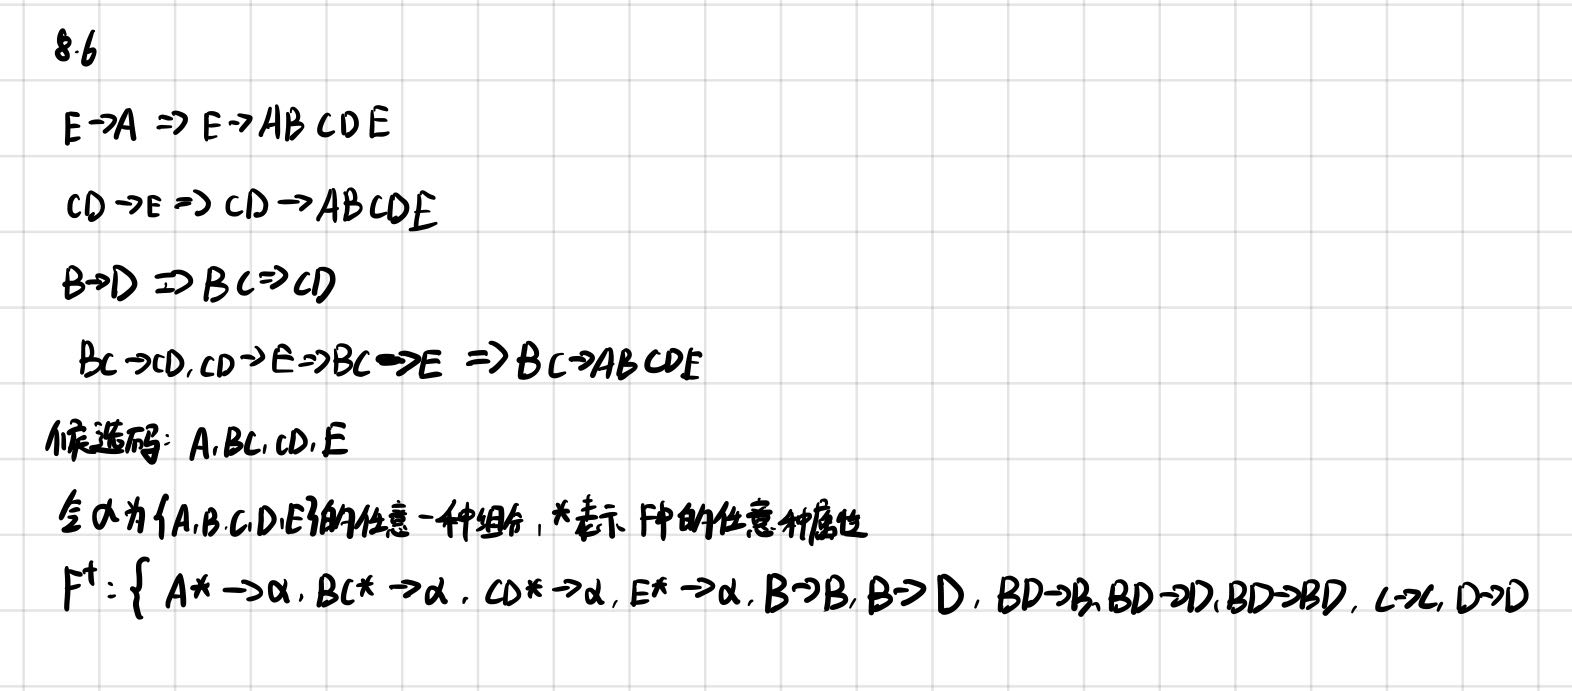 8.6
E→A ⇒ E→ABCDE
CD→E ⇒ CD→ABCDE
B→D ⇒ BC⇒CD
BC→CD, CD→E⇒BC→E ⇒ BC→ABCDE
候选码: A, BC, CD, E
令α为{A,B,C,D,E}的任意一种组合,*表示F中的任意种属性
F⁺:{ A*→α, BC*→α, CD*→α, E*→α, B→B, B→D, BD→B, BD→D, BD→BD, C→C, D→D